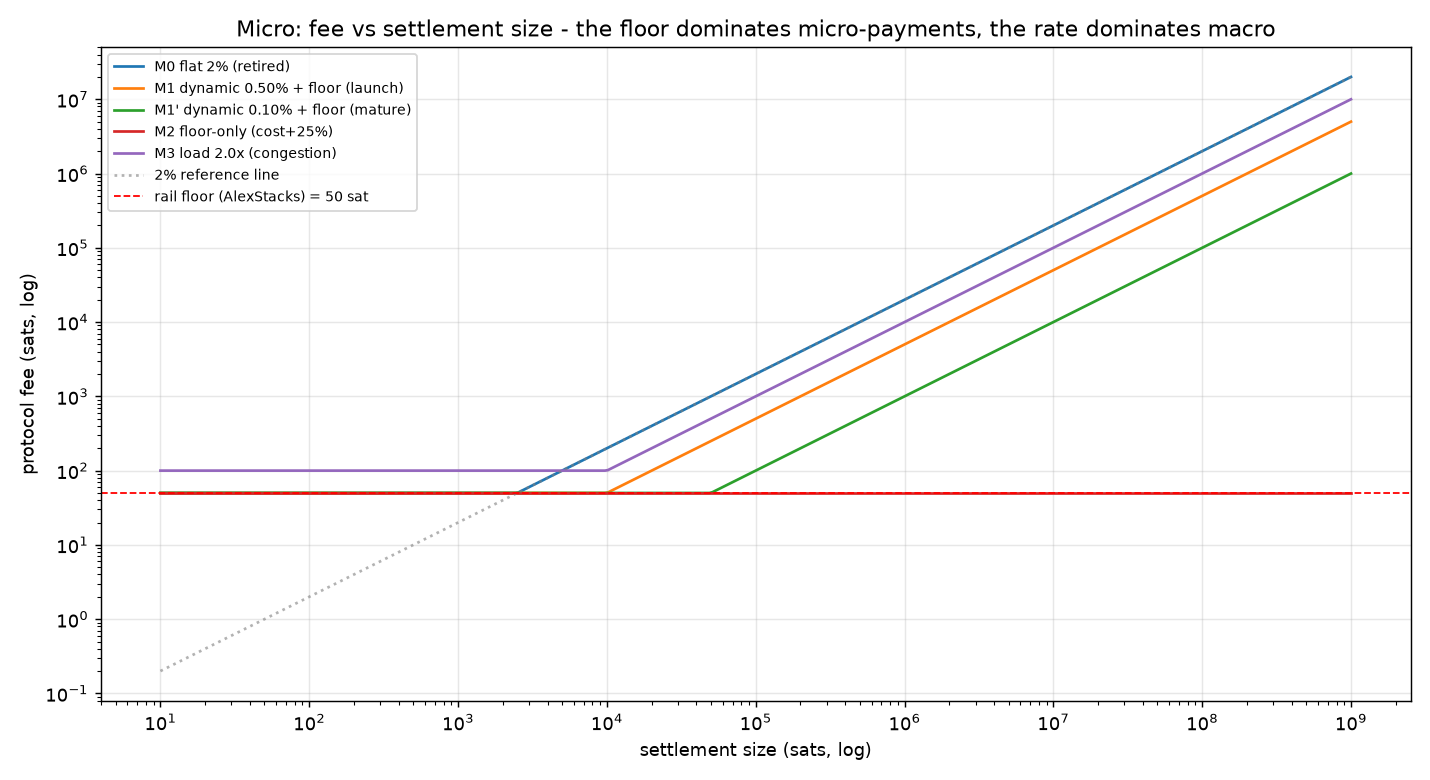 Micro: fee vs settlement size - the floor dominates micro-payments, the rate dominates macro
M0 flat 2% (retired)
M1 dynamic 0.50% + floor (launch)
M1' dynamic 0.10% + floor (mature)
M2 floor-only (cost+25%)
M3 load 2.0x (congestion)
2% reference line
rail floor (AlexStacks) = 50 sat
protocol fee (sats, log)
10⁷
10⁶
10⁵
10⁴
10³
10²
10¹
10⁰
10⁻¹
10¹ 10² 10³ 10⁴ 10⁵ 10⁶ 10⁷ 10⁸ 10⁹
settlement size (sats, log)